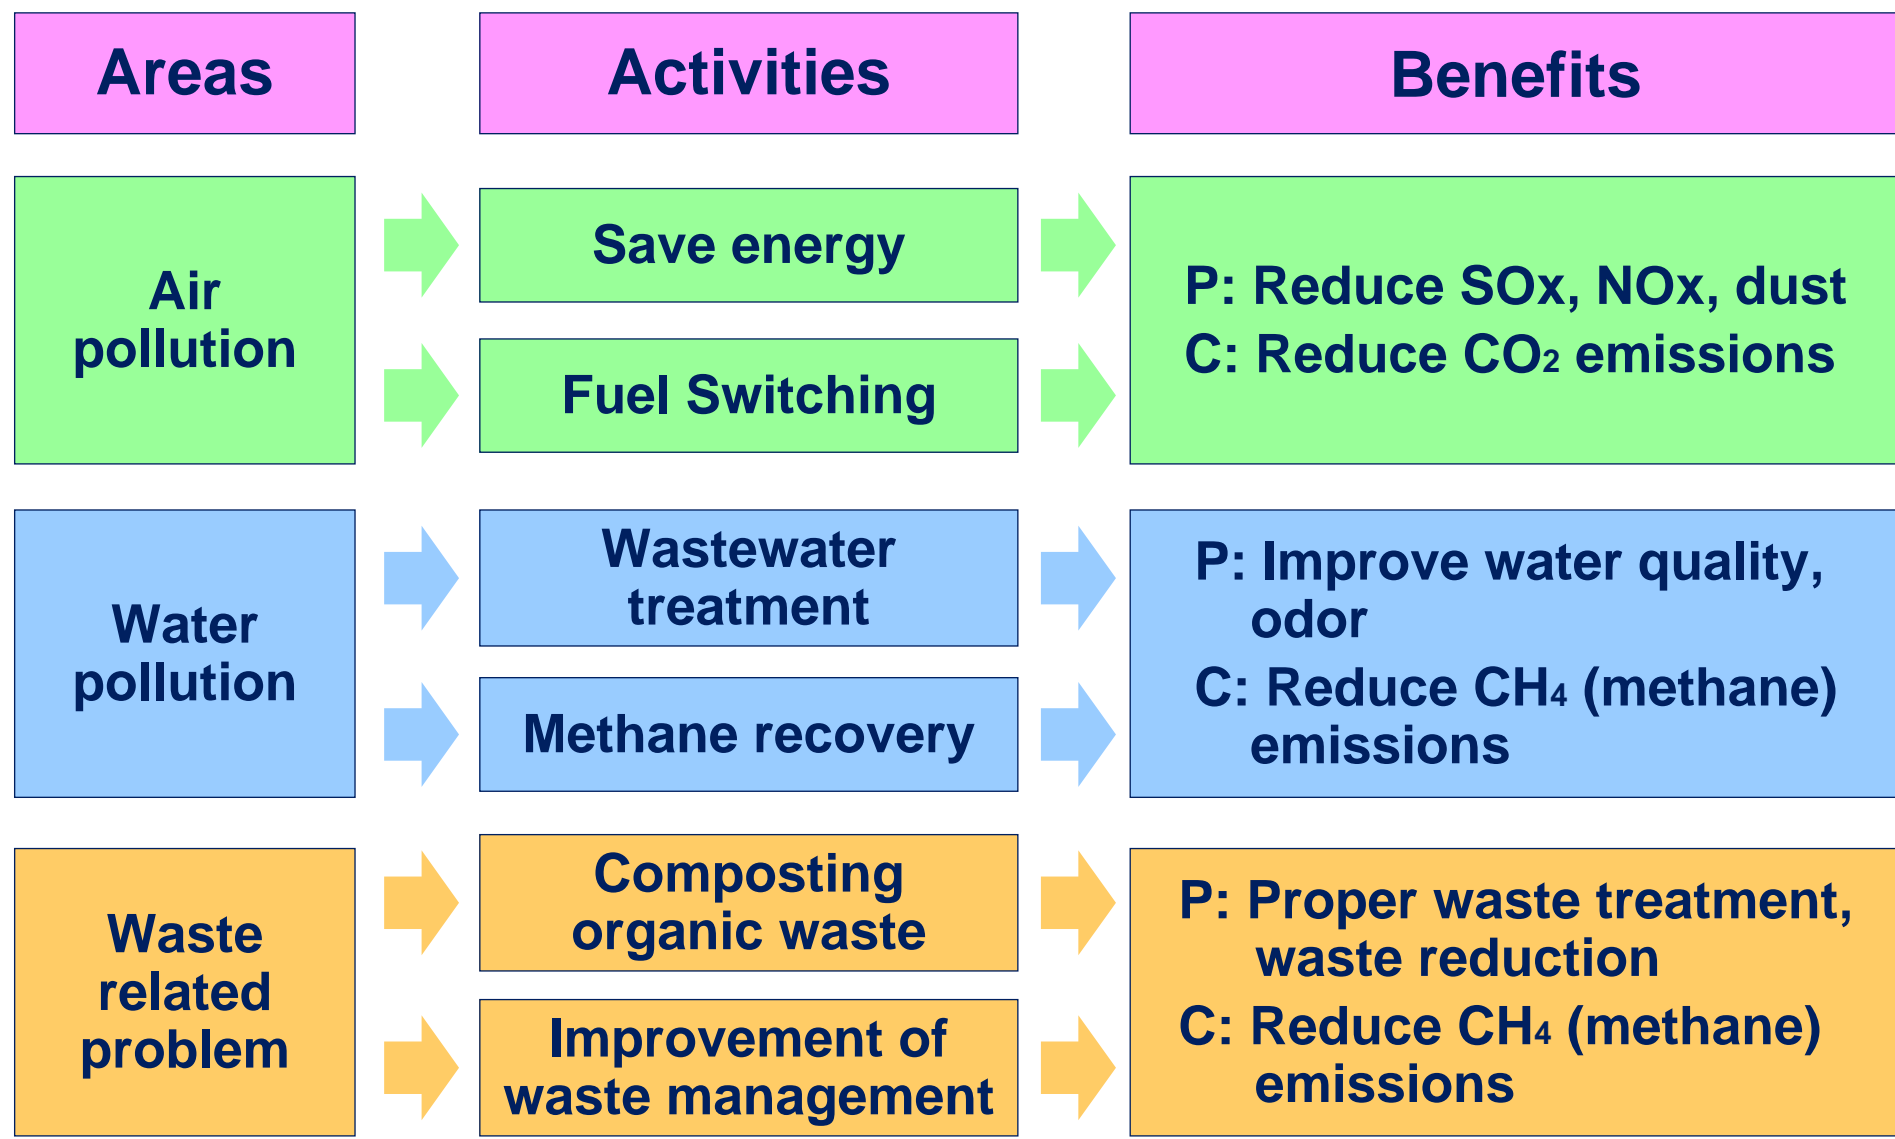 Areas
Activities
Benefits
Air
pollution
Save energy
Fuel Switching
P: Reduce SOx, NOx, dust
C: Reduce CO₂ emissions
Water
pollution
Wastewater
treatment
Methane recovery
P: Improve water quality,
odor
C: Reduce CH₄ (methane)
emissions
Waste
related
problem
Composting
organic waste
Improvement of
waste management
P: Proper waste treatment,
waste reduction
C: Reduce CH₄ (methane)
emissions